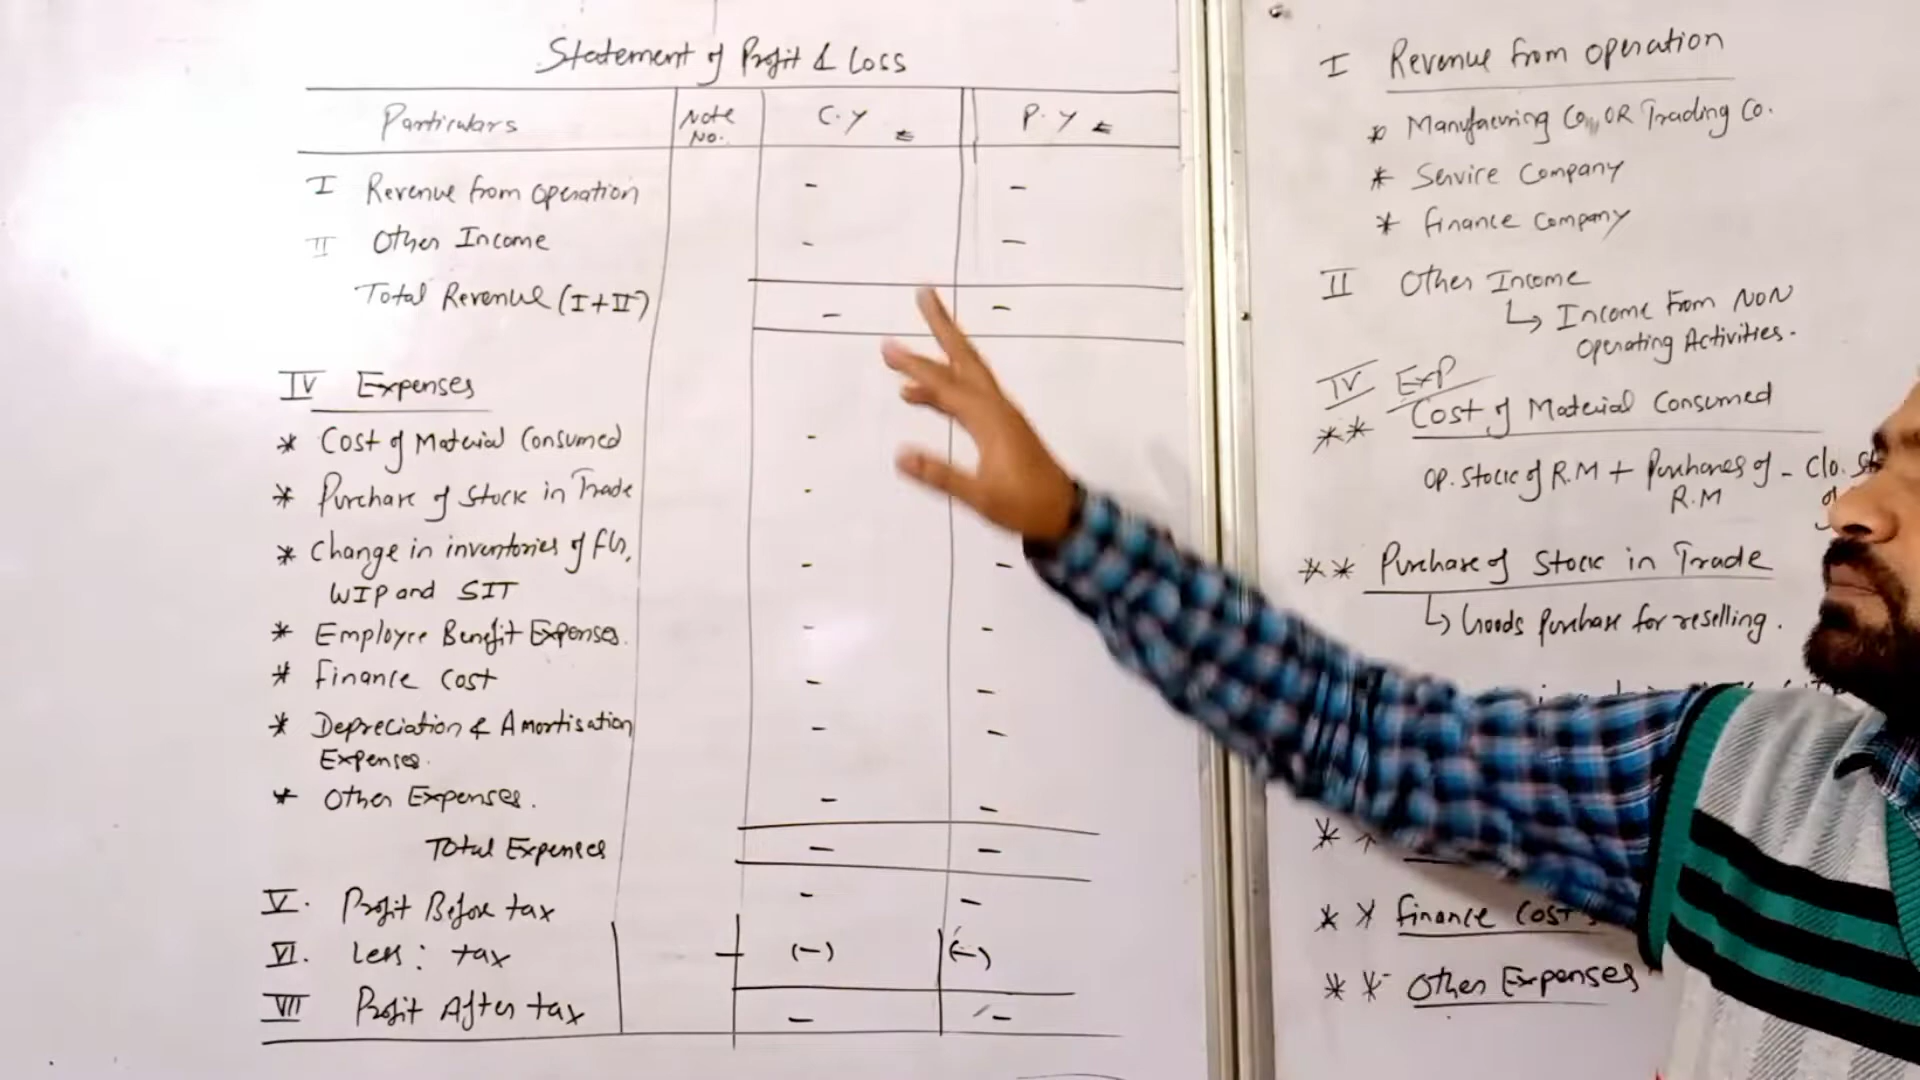 Statement of Profit & Loss
Particulars Note No. C.Y P.Y
I Revenue from operation - -
II Other Income - -
Total Revenue (I+II) - -
IV Expenses
* Cost of Material Consumed -
* Purchase of Stock in Trade -
* Change in inventories of FG,
WIP and SIT - -
* Employee Benefit Expenses. - -
* Finance Cost - -
* Depreciation & Amortisation
Expenses. - -
* Other Expenses. - -
Total Expenses - -
V. Profit Before tax - -
VI. Less: tax (-) (-)
VII Profit After tax - -
I Revenue from operation
* Manufacuring Co,, OR Trading Co.
* Service Company
* Finance Company
II Other Income
↳ Income from NON
Operating Activities.
IV EXP
** Cost of Material Consumed
OP. Stock of R.M + Purchases of R.M - Clo. St
** Purchase of Stock in Trade
↳ Goods Purchase for reselling.
** Finance Cost
** Other Expenses